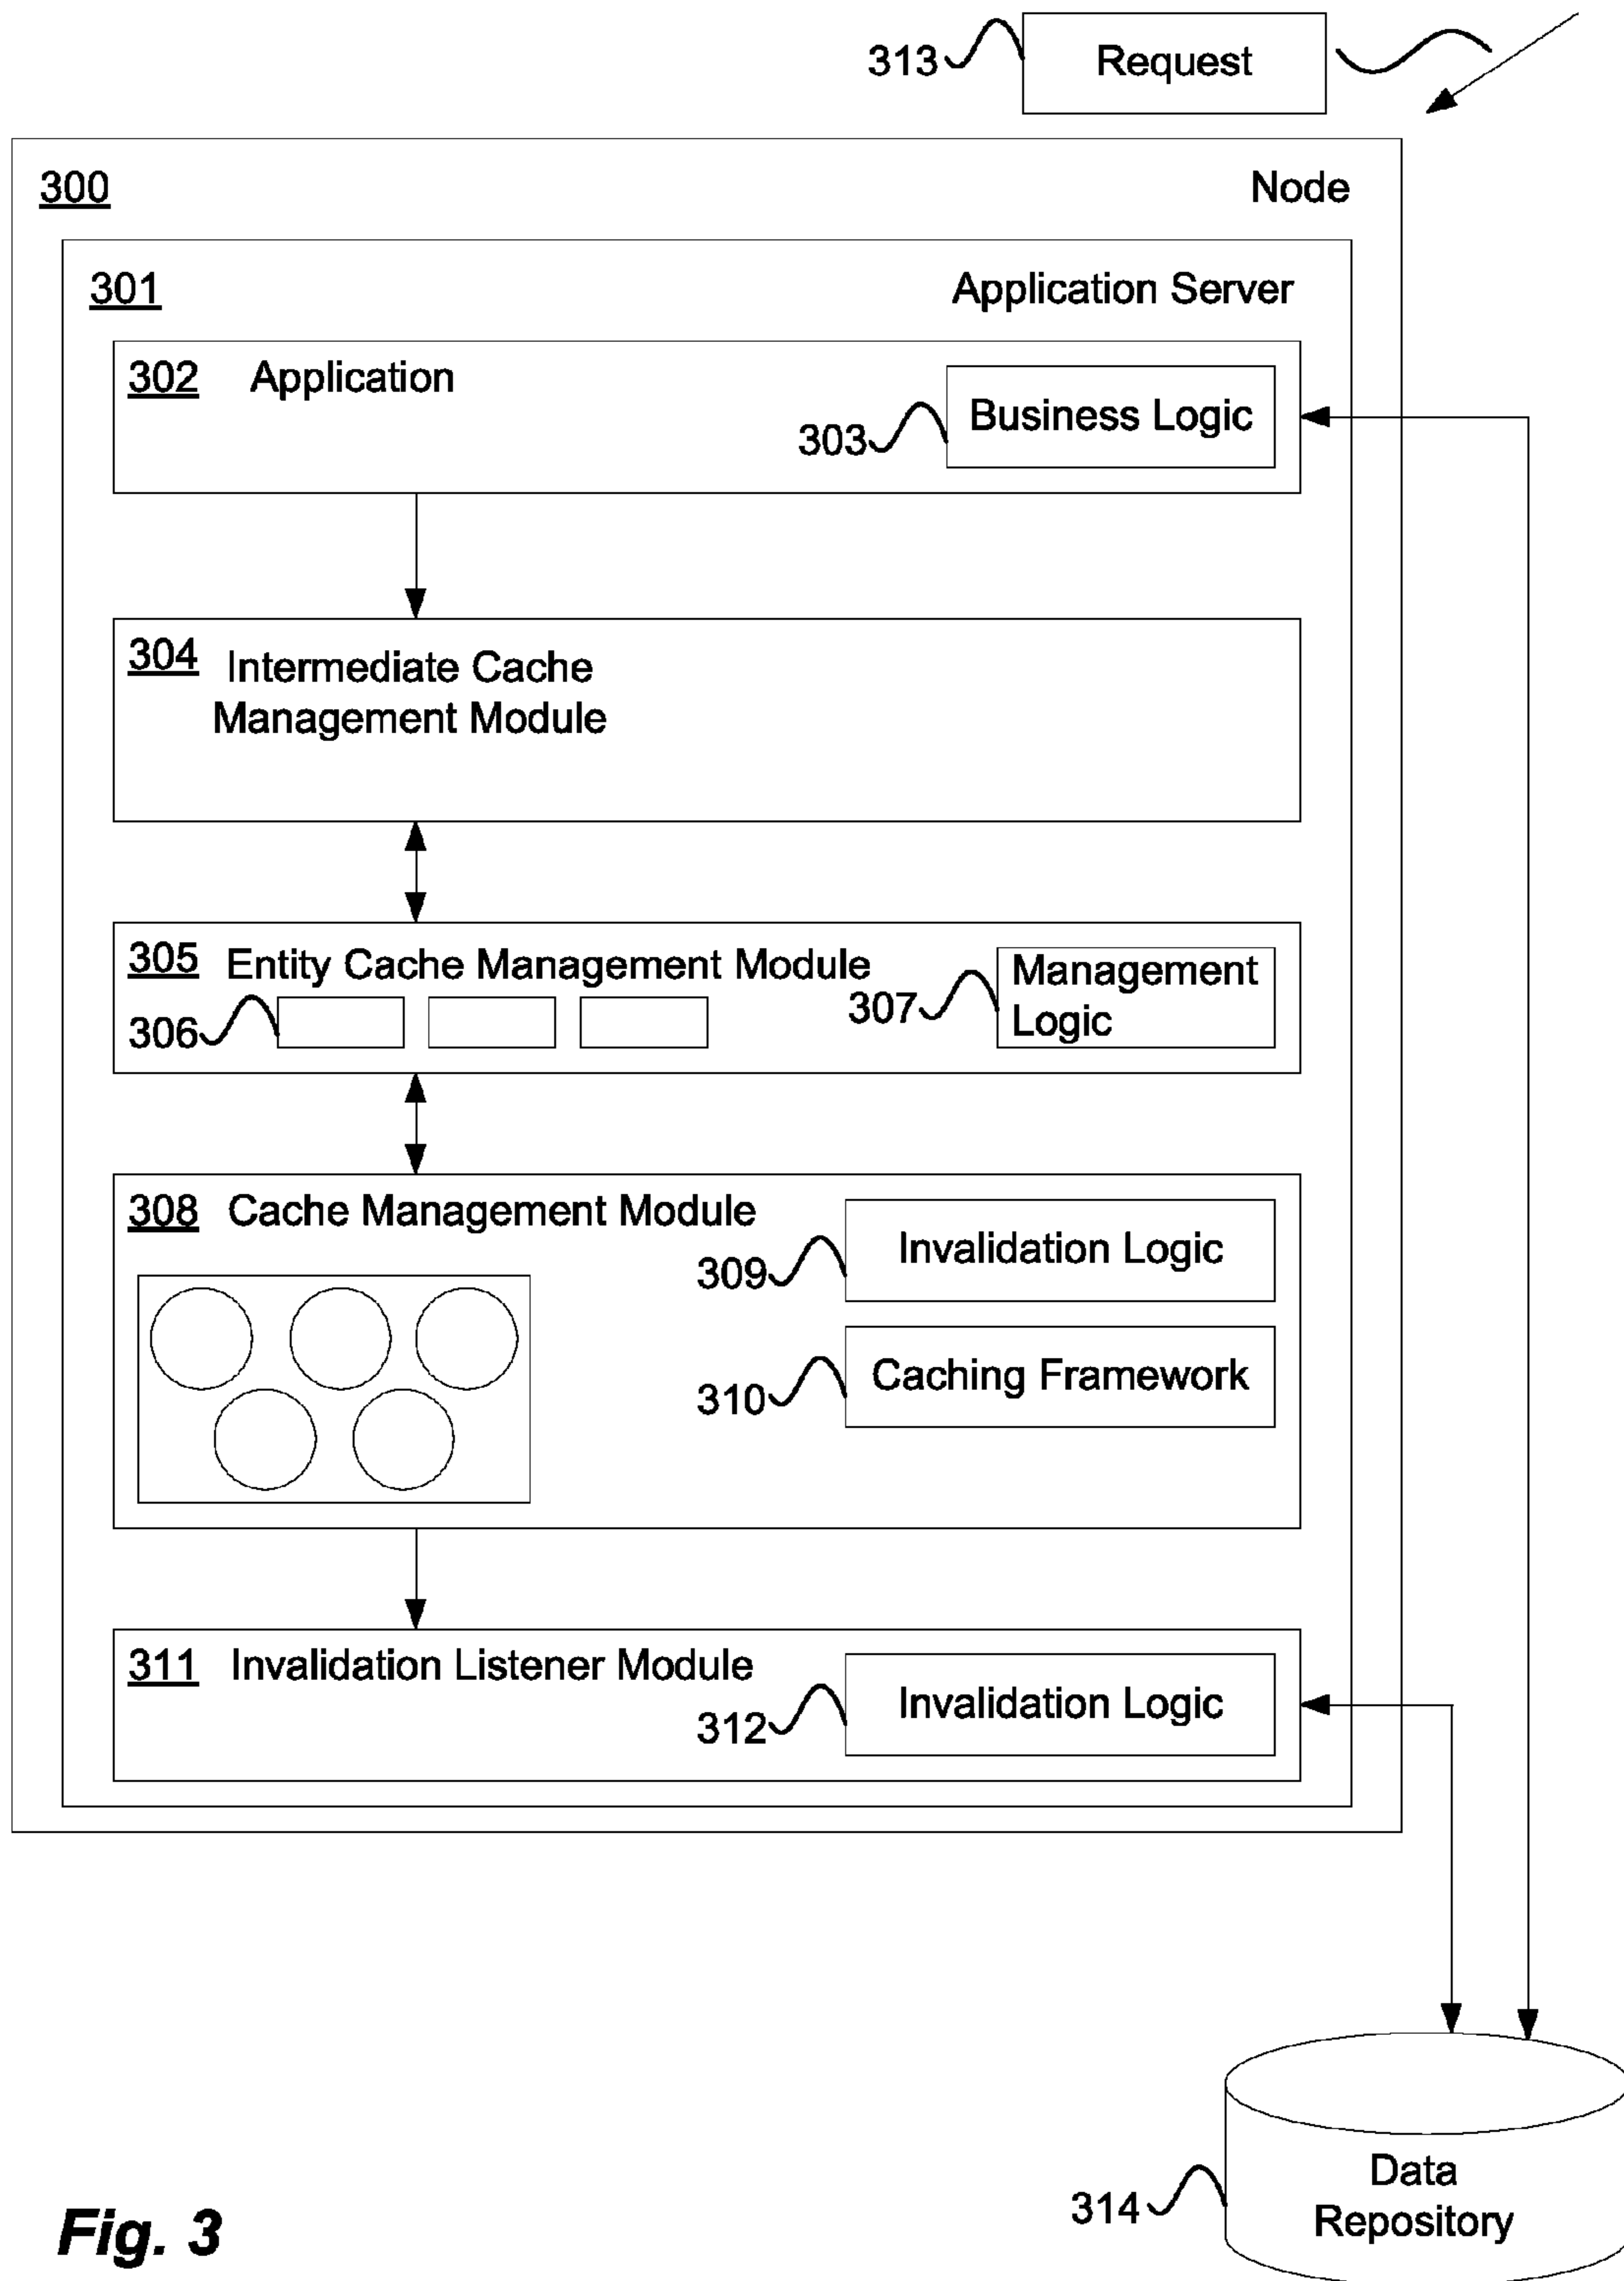 313
Request
300
Node
301
Application Server
302
Application
303
Business Logic
304
Intermediate Cache
Management Module
305
Entity Cache Management Module
306
307
Management
Logic
308
Cache Management Module
309
Invalidation Logic
310
Caching Framework
311
Invalidation Listener Module
312
Invalidation Logic
314
Data
Repository
Fig. 3